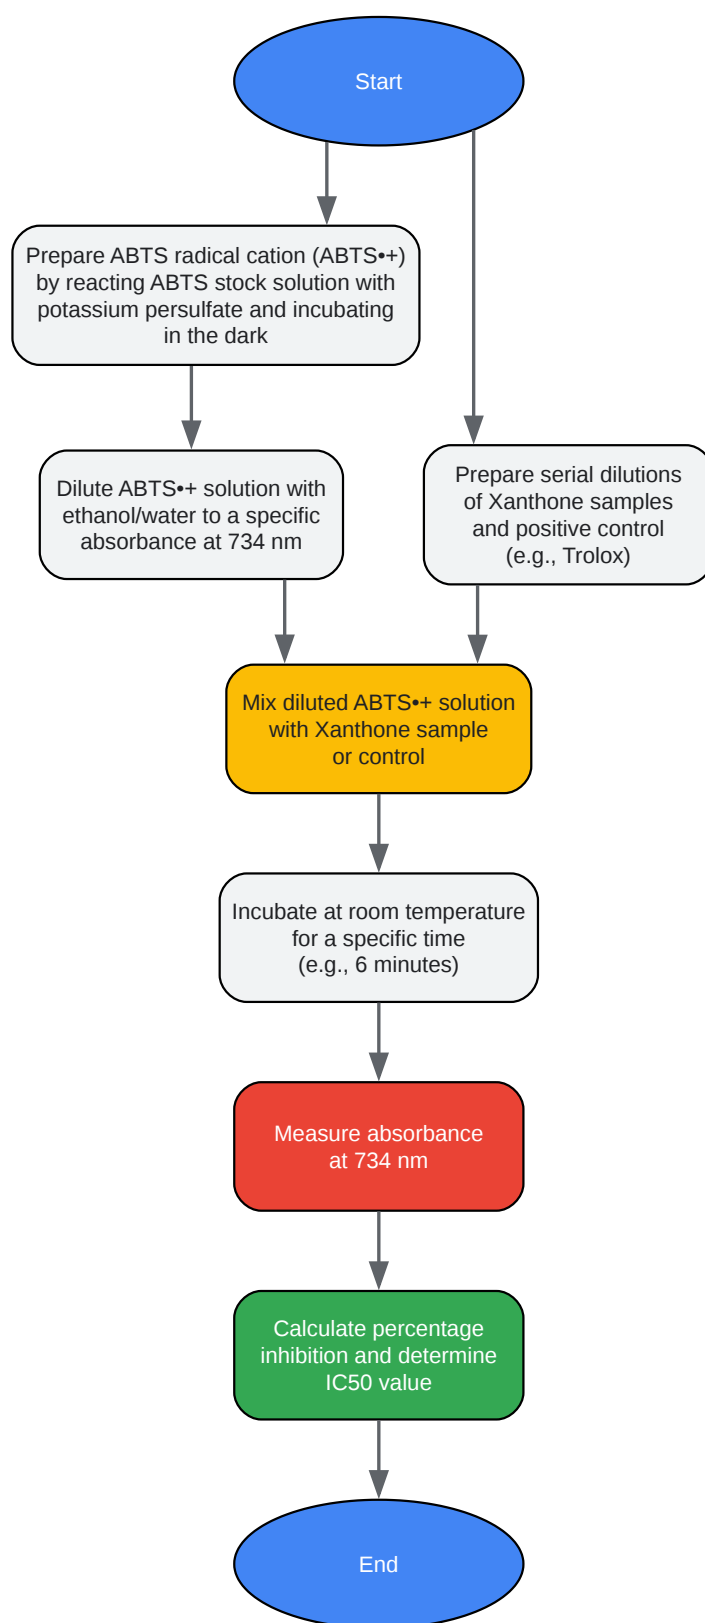 Start
Prepare ABTS radical cation (ABTS•+)
by reacting ABTS stock solution with
potassium persulfate and incubating
in the dark
Dilute ABTS•+ solution with
ethanol/water to a specific
absorbance at 734 nm
Prepare serial dilutions
of Xanthone samples
and positive control
(e.g., Trolox)
Mix diluted ABTS•+ solution
with Xanthone sample
or control
Incubate at room temperature
for a specific time
(e.g., 6 minutes)
Measure absorbance
at 734 nm
Calculate percentage
inhibition and determine
IC50 value
End